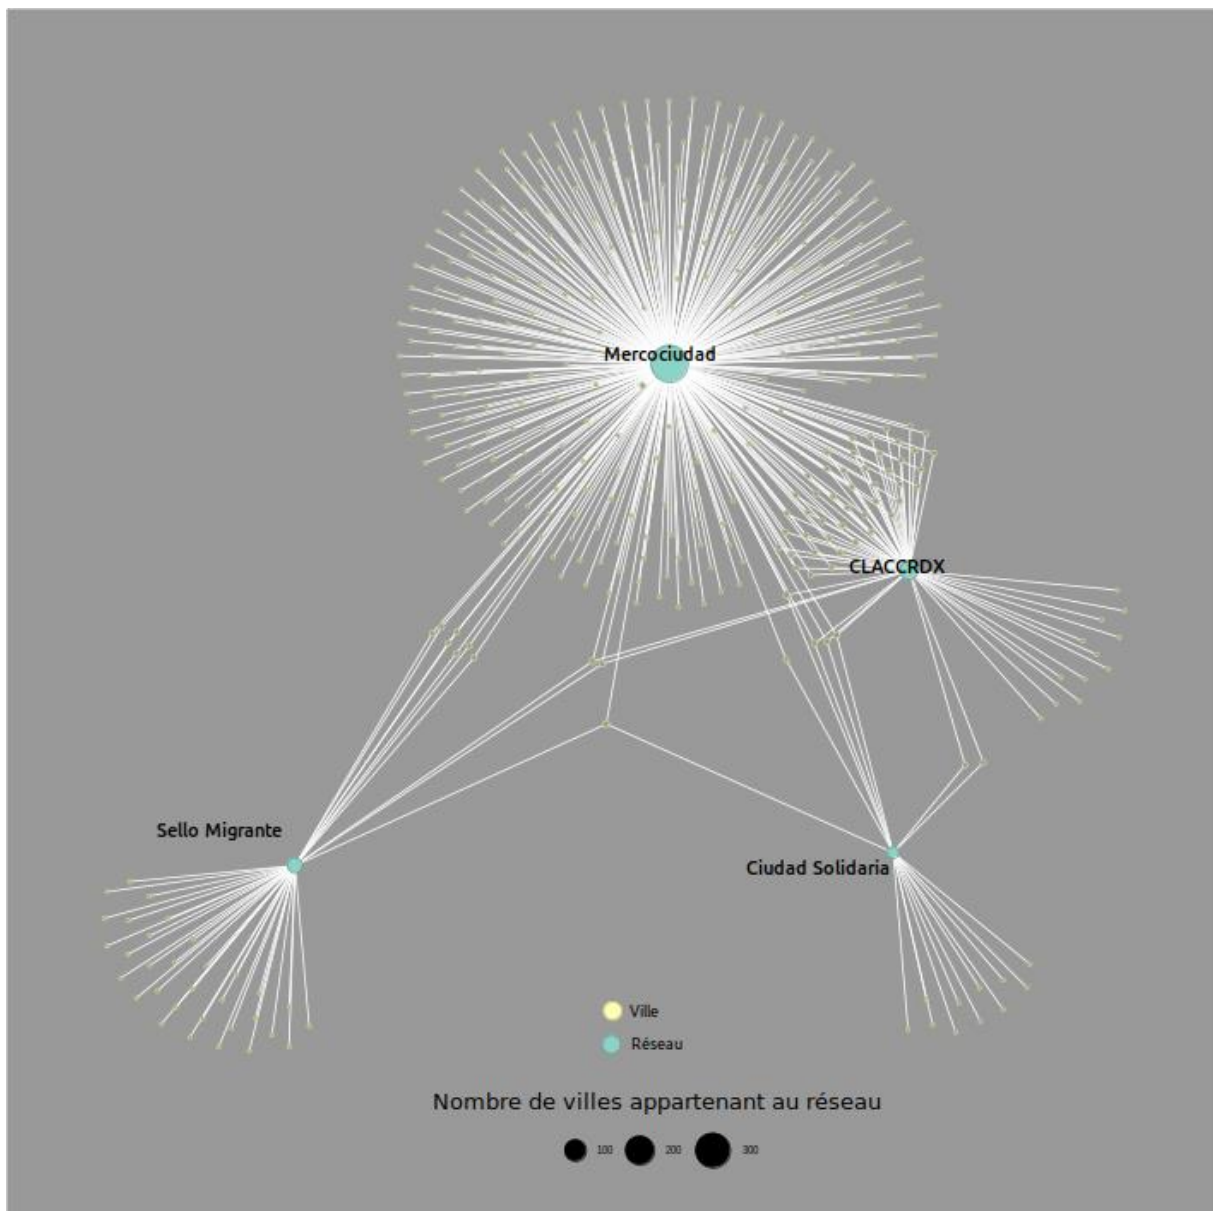 Mercociudad
CLACCRDX
Sello Migrante
Ciudad Solidaria
Ville
Réseau
Nombre de villes appartenant au réseau
100 200 300